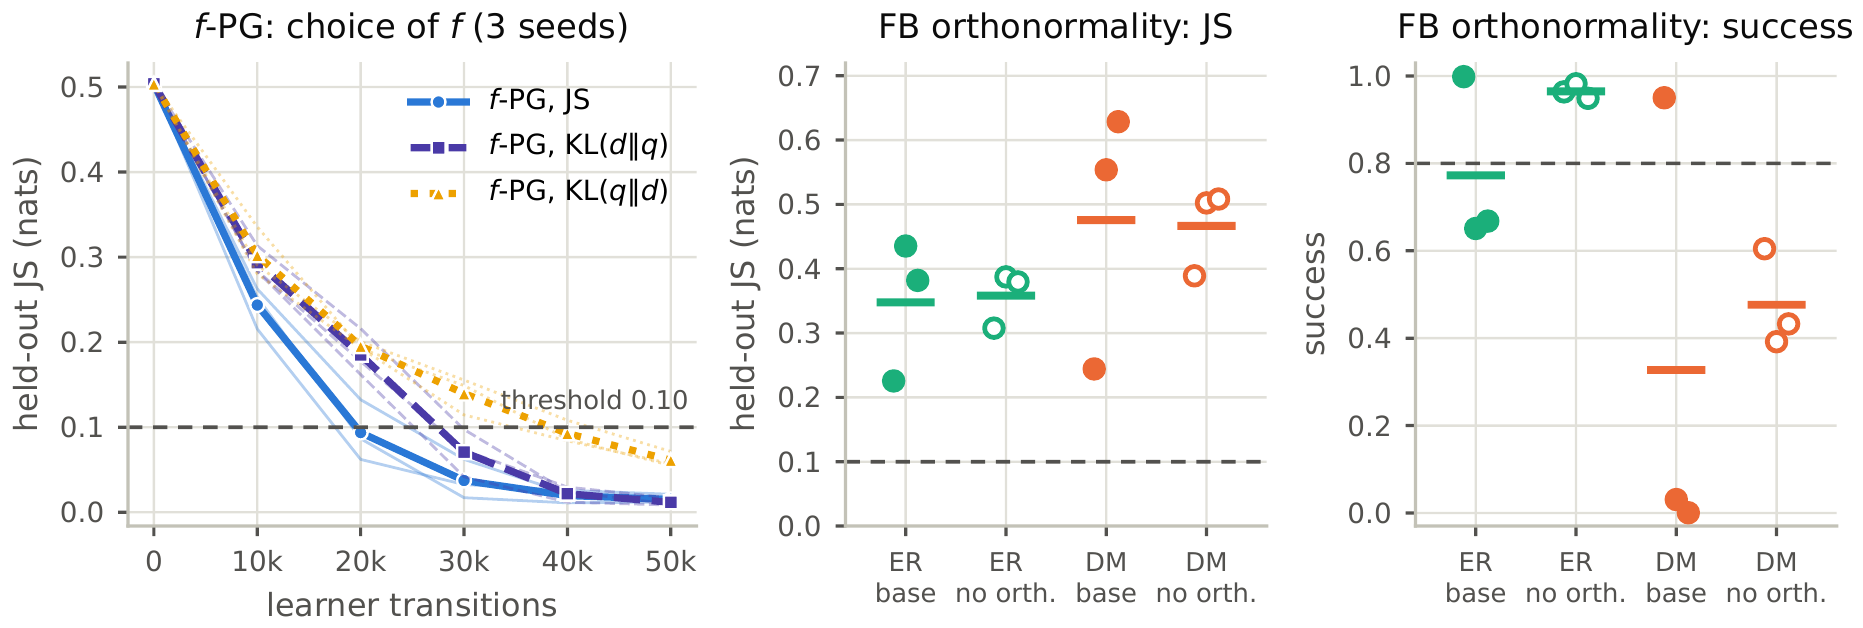 f-PG: choice of f (3 seeds)
held-out JS (nats)
0.5
0.4
0.3
0.2
0.1
0.0
f-PG, JS
f-PG, KL(d‖q)
f-PG, KL(q‖d)
threshold 0.10
0 10k 20k 30k 40k 50k
learner transitions
FB orthonormality: JS
held-out JS (nats)
0.7
0.6
0.5
0.4
0.3
0.2
0.1
0.0
ER ER DM DM
base no orth. base no orth.
FB orthonormality: success
success
1.0
0.8
0.6
0.4
0.2
0.0
ER ER DM DM
base no orth. base no orth.